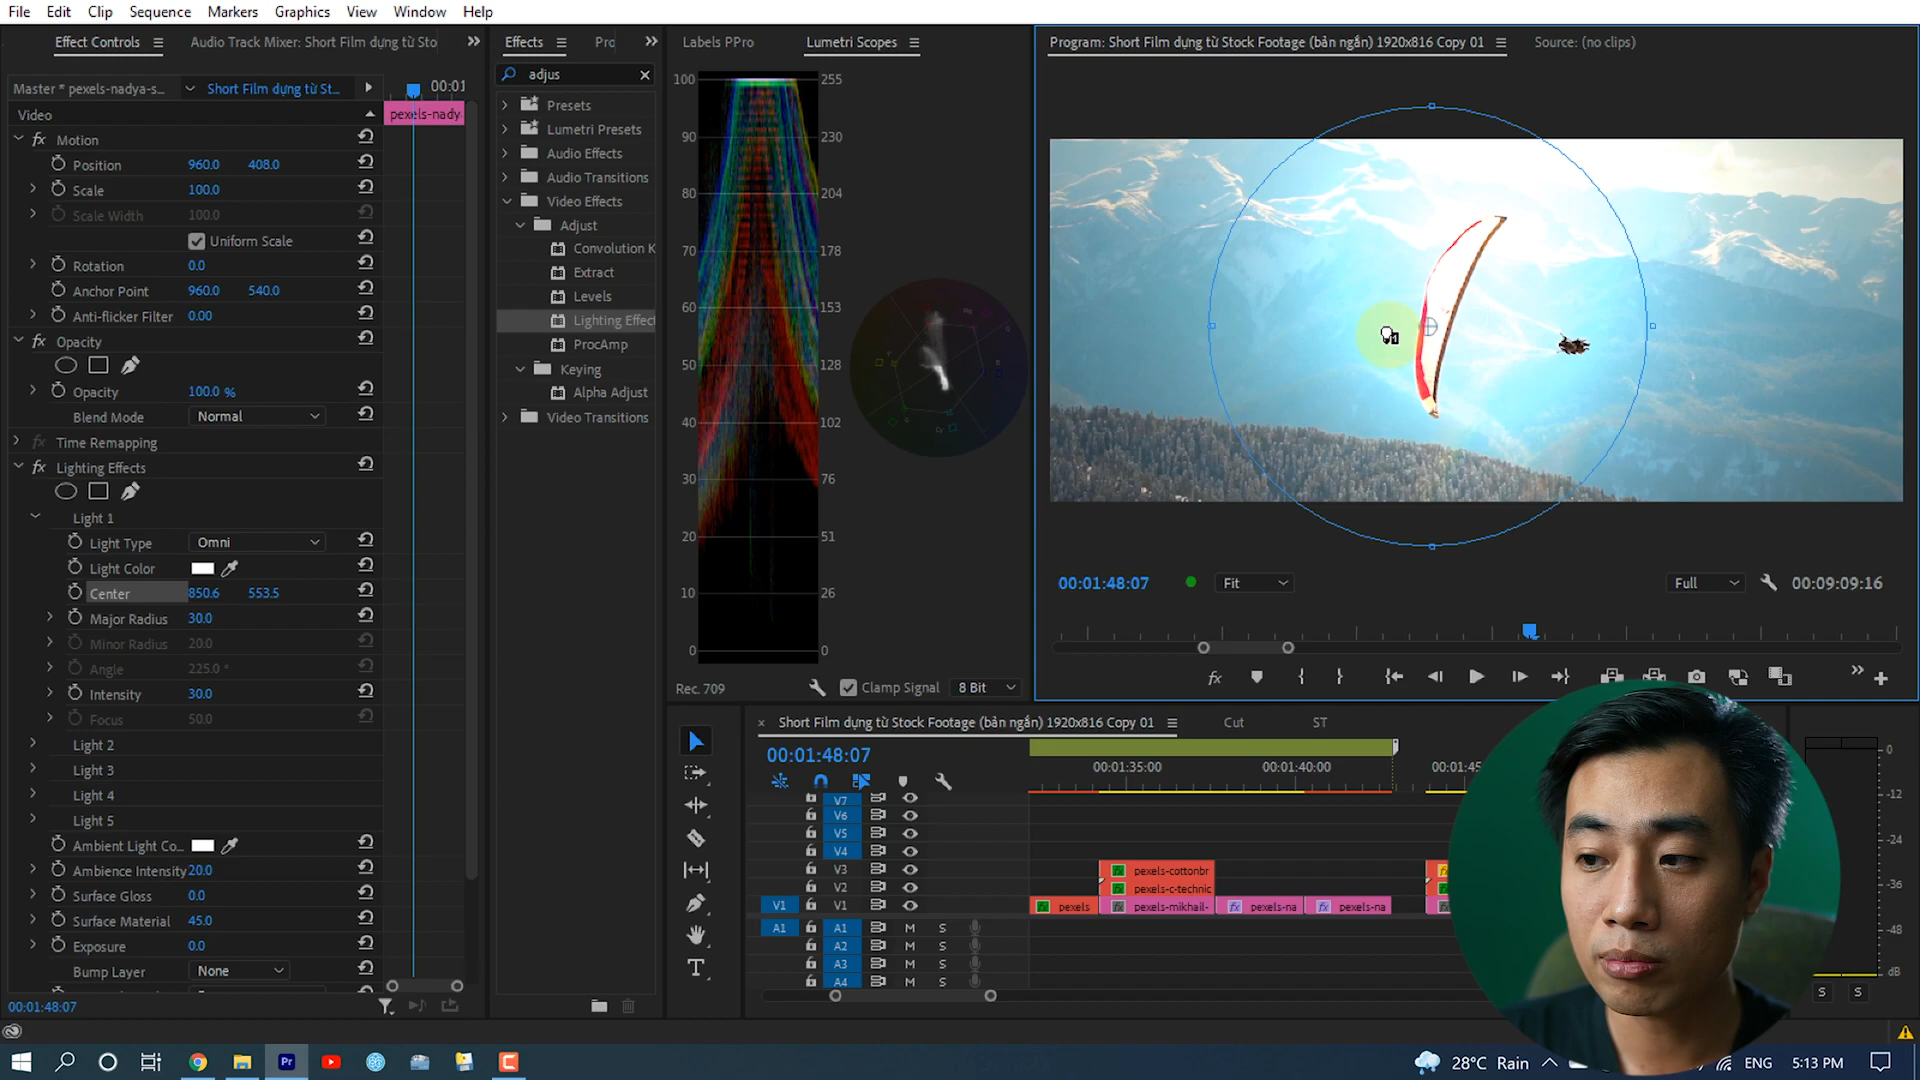 File Edit Clip Sequence Markers Graphics View Window Help
Effect Controls Audio Track Mixer: Short Film dựng từ Sto
Master * pexels-nadya-s... Short Film dựng từ St... 00:01
Video pexels-nady
Motion
Position 960.0 408.0
Scale 100.0
Scale Width 100.0
Uniform Scale
Rotation 0.0
Anchor Point 960.0 540.0
Anti-flicker Filter 0.00
Opacity
Opacity 100.0 %
Blend Mode Normal
Time Remapping
Lighting Effects
Light 1
Light Type Omni
Light Color
Center 850.6 553.5
Major Radius 30.0
Minor Radius 20.0
Angle 225.0 °
Intensity 30.0
Focus 50.0
Light 2
Light 3
Light 4
Light 5
Ambient Light Co...
Ambience Intensity 20.0
Surface Gloss 0.0
Surface Material 45.0
Exposure 0.0
Bump Layer None
00:01:48:07
Effects Pro
adjus
Presets
Lumetri Presets
Audio Effects
Audio Transitions
Video Effects
Adjust
Convolution K
Extract
Levels
Lighting Effect
ProcAmp
Keying
Alpha Adjust
Video Transitions
Labels PPro Lumetri Scopes
100 255
90 230
80 204
70 178
60 153
50 128
40 102
30 76
20 51
10 26
0 0
Rec. 709 Clamp Signal 8 Bit
Program: Short Film dựng từ Stock Footage (bản ngắn) 1920x816 Copy 01 Source: (no clips)
00:01:48:07 Fit Full 00:09:09:16
Short Film dựng từ Stock Footage (bản ngắn) 1920x816 Copy 01 Cut ST
00:01:48:07
00:01:35:00 00:01:40:00 00:01:45
V7
V6
V5
V4
V3 pexels-cottonbr
V2 pexels-c-technic
V1 V1 pexels pexels-mikhail- pexels-na pexels-na
A1 A1 M S
A2 M S
A3 M S
A4 M S
0
-12
-24
-36
-48
dB
S S
Pr
28°C Rain ENG 5:13 PM